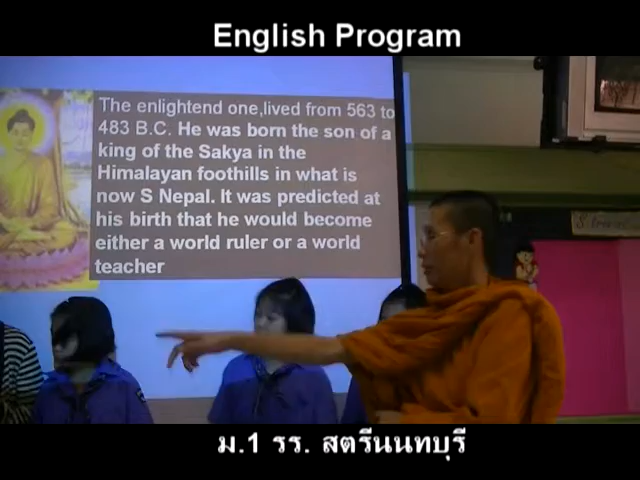 English Program
The enlightend one,lived from 563 to
483 B.C. He was born the son of a
king of the Sakya in the
Himalayan foothills in what is
now S Nepal. It was predicted at
his birth that he would become
either a world ruler or a world
teacher
ม.1 รร. สตรีนนทบุรี